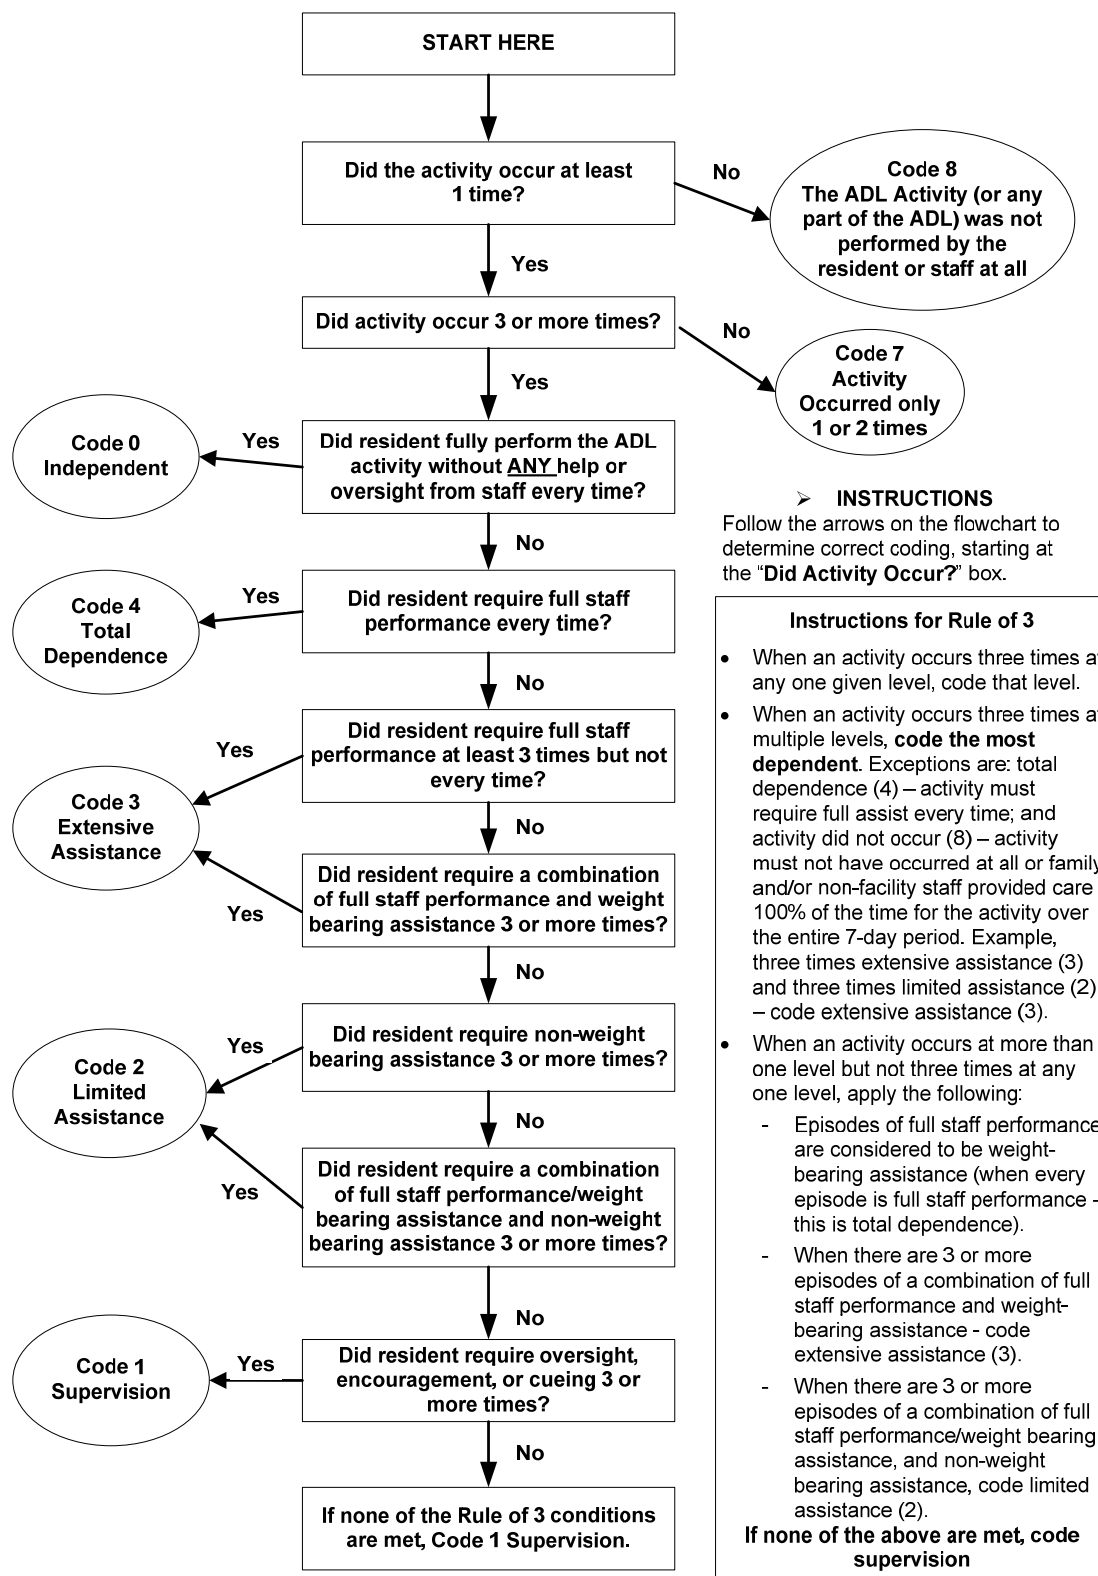 START HERE
Did the activity occur at least
1 time?
No
Code 8
The ADL Activity (or any
part of the ADL) was not
performed by the
resident or staff at all
Yes
Did activity occur 3 or more times?
No
Code 7
Activity
Occurred only
1 or 2 times
Yes
Did resident fully perform the ADL
activity without ANY help or
oversight from staff every time?
Yes
Code 0
Independent
No
Did resident require full staff
performance every time?
Yes
Code 4
Total
Dependence
No
Did resident require full staff
performance at least 3 times but not
every time?
Yes
Code 3
Extensive
Assistance
Did resident require a combination
of full staff performance and weight
bearing assistance 3 or more times?
Yes
No
Did resident require non-weight
bearing assistance 3 or more times?
Yes
Code 2
Limited
Assistance
Did resident require a combination
of full staff performance/weight
bearing assistance and non-weight
bearing assistance 3 or more times?
Yes
No
Did resident require oversight,
encouragement, or cueing 3 or
more times?
Yes
Code 1
Supervision
No
If none of the Rule of 3 conditions
are met, Code 1 Supervision.
➢ INSTRUCTIONS
Follow the arrows on the flowchart to
determine correct coding, starting at
the “Did Activity Occur?” box.
Instructions for Rule of 3
• When an activity occurs three times at
any one given level, code that level.
• When an activity occurs three times at
multiple levels, code the most
dependent. Exceptions are: total
dependence (4) – activity must
require full assist every time; and
activity did not occur (8) – activity
must not have occurred at all or family
and/or non-facility staff provided care
100% of the time for the activity over
the entire 7-day period. Example,
three times extensive assistance (3)
and three times limited assistance (2)
– code extensive assistance (3).
• When an activity occurs at more than
one level but not three times at any
one level, apply the following:
- Episodes of full staff performance
are considered to be weight-
bearing assistance (when every
episode is full staff performance -
this is total dependence).
- When there are 3 or more
episodes of a combination of full
staff performance and weight-
bearing assistance - code
extensive assistance (3).
- When there are 3 or more
episodes of a combination of full
staff performance/weight bearing
assistance, and non-weight
bearing assistance, code limited
assistance (2).
If none of the above are met, code
supervision